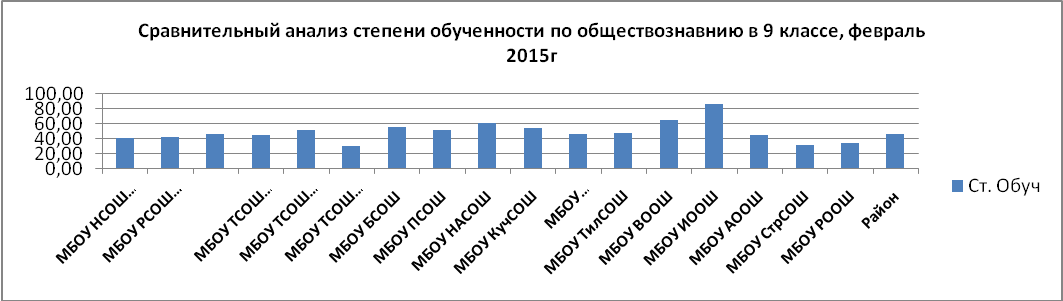 Сравнительный анализ степени обученности по обществознавнию в 9 классе, февраль
2015г
100,00
80,00
60,00
40,00
20,00
0,00
МБОУ НСОШ...
МБОУ РСОШ...
МБОУ ТСОШ...
МБОУ ТСОШ...
МБОУ ТСОШ...
МБОУ БСОШ
МБОУ ПСОШ
МБОУ НАСОШ
МБОУ КучСОШ
МБОУ...
МБОУ ТилСОШ
МБОУ ВООШ
МБОУ ИООШ
МБОУ АООШ
МБОУ СтрСОШ
МБОУ РООШ
Район
Ст. Обуч